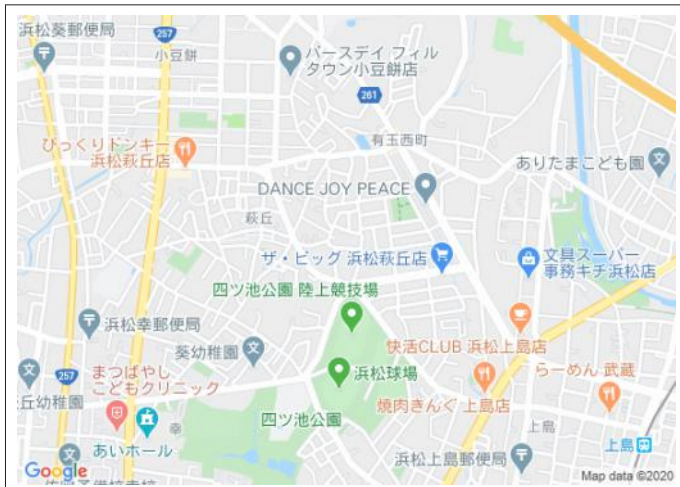 浜松葵郵便局
257
小豆餅
バースデイ フィル
タウン小豆餅店
261
有玉西町
びっくりドンキー
浜松萩丘店
ありたまこども園
DANCE JOY PEACE
萩丘
ザ・ビッグ 浜松萩丘店
文具スーパー
事務キチ浜松店
四ツ池公園 陸上競技場
浜松幸郵便局
葵幼稚園
快活CLUB 浜松上島店
浜松球場
らーめん 武蔵
257
まつばやし
こどもクリニック
丘幼稚園
焼肉きんぐ 上島店
四ツ池公園
幸
上島
あいホール
上島
浜松上島郵便局
Google
Map data ©2020